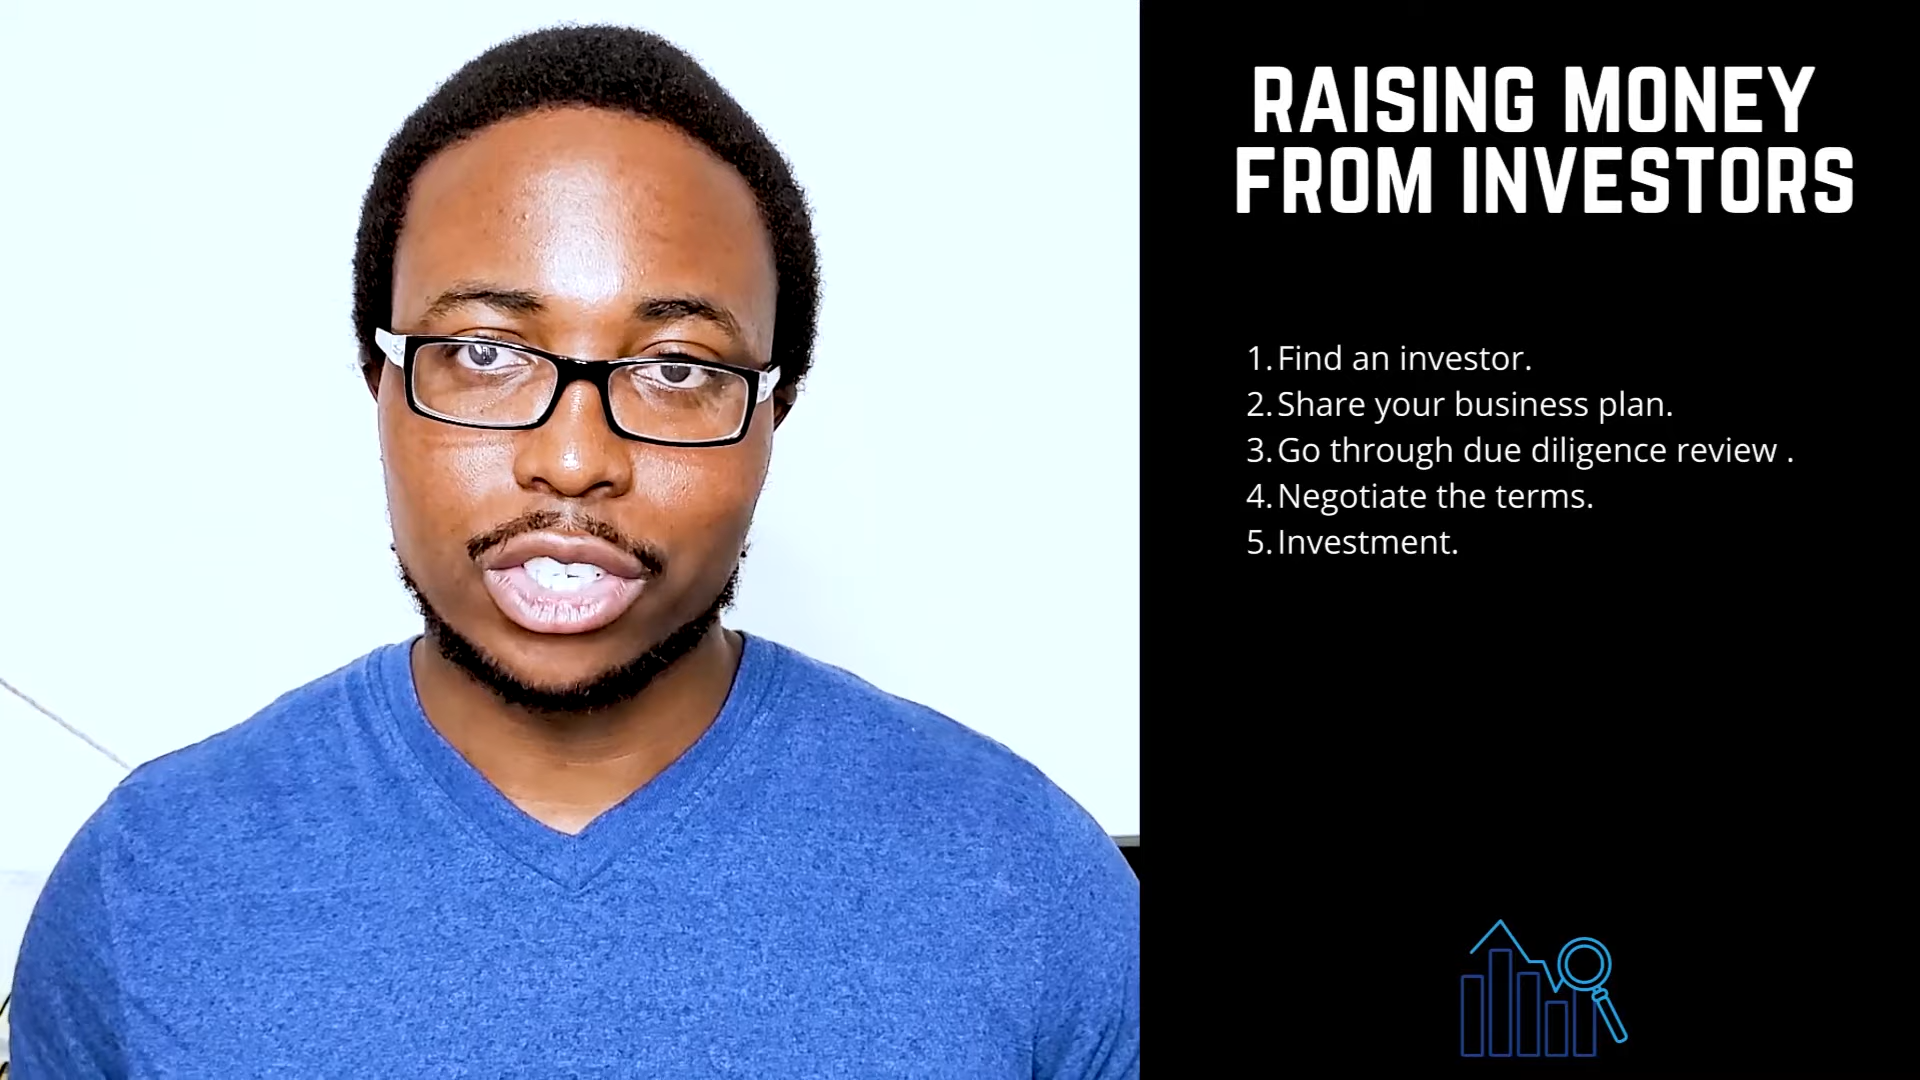 RAISING MONEY
FROM INVESTORS
1. Find an investor.
2. Share your business plan.
3. Go through due diligence review .
4. Negotiate the terms.
5. Investment.